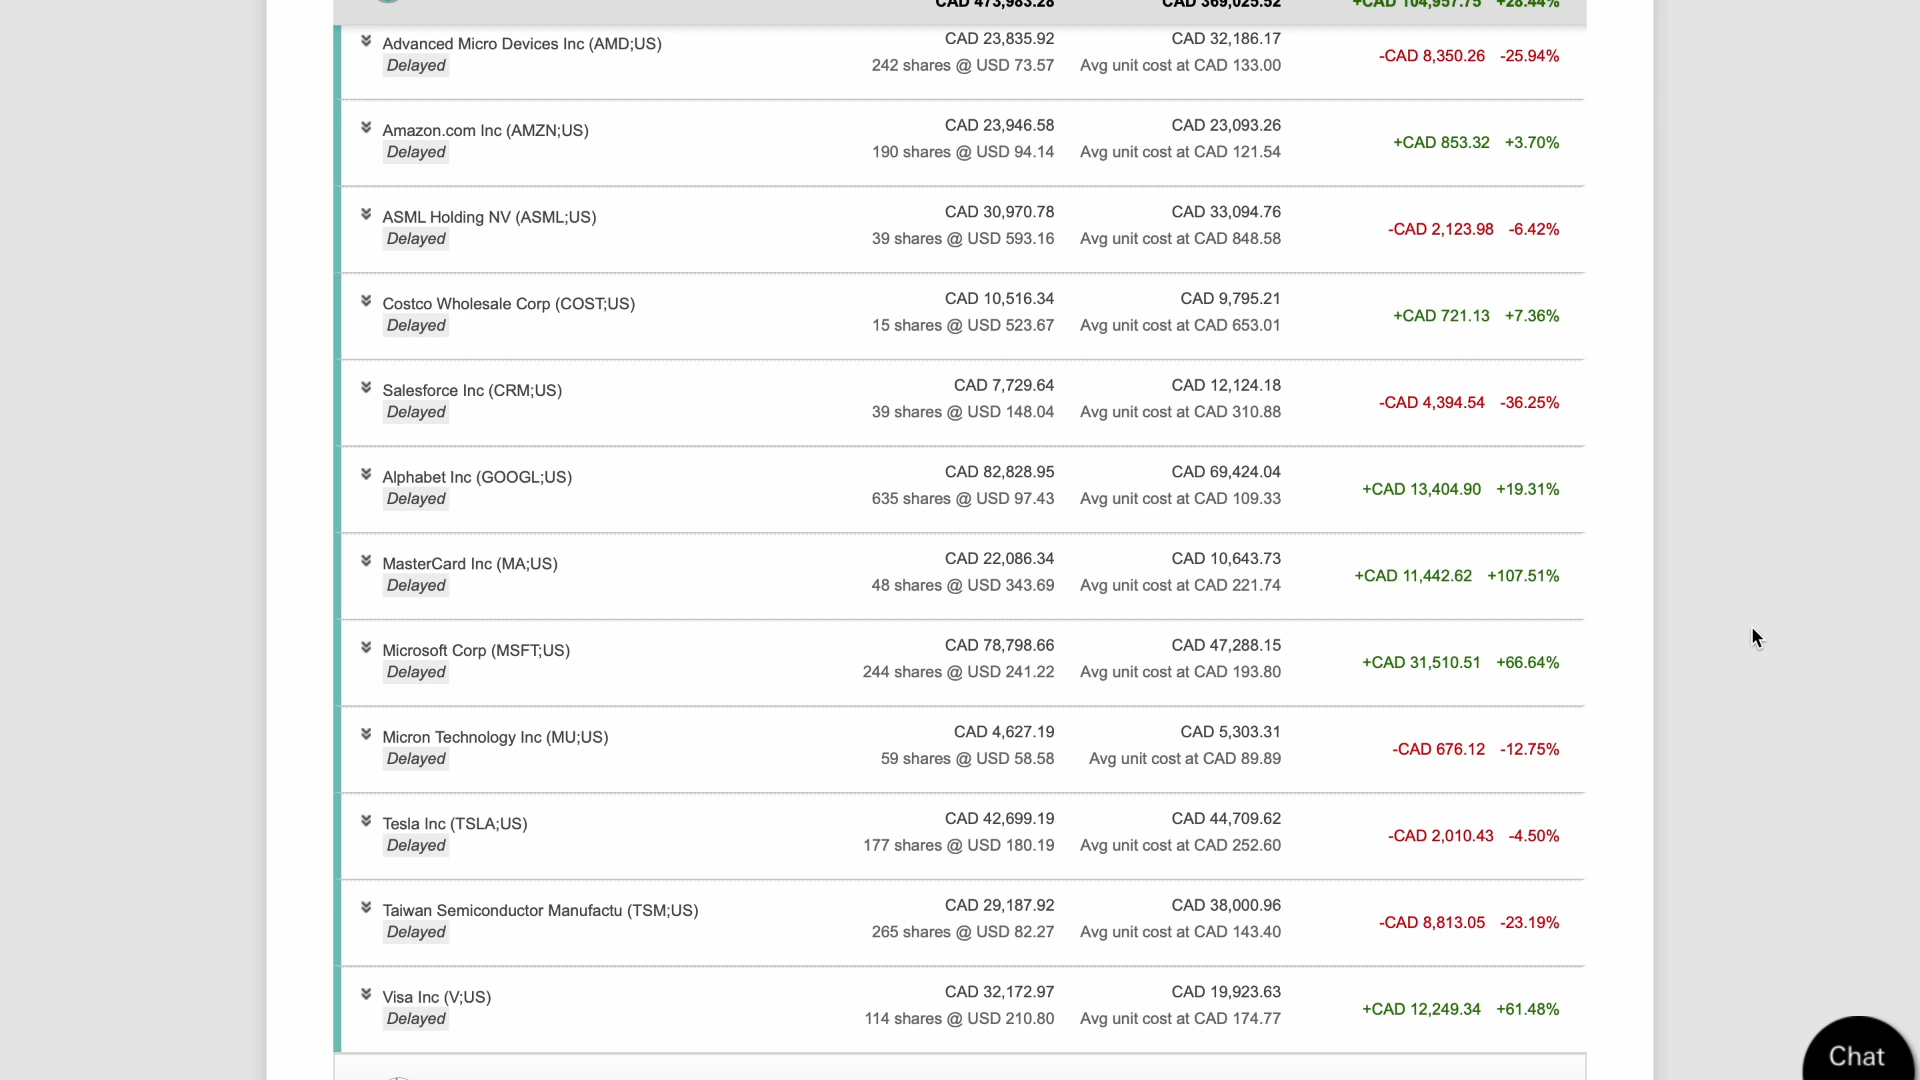 CAD 473,983.28 CAD 369,025.52 +CAD 104,957.75 +28.44%
Advanced Micro Devices Inc (AMD;US) CAD 23,835.92 CAD 32,186.17 -CAD 8,350.26 -25.94%
Delayed 242 shares @ USD 73.57 Avg unit cost at CAD 133.00
Amazon.com Inc (AMZN;US) CAD 23,946.58 CAD 23,093.26 +CAD 853.32 +3.70%
Delayed 190 shares @ USD 94.14 Avg unit cost at CAD 121.54
ASML Holding NV (ASML;US) CAD 30,970.78 CAD 33,094.76 -CAD 2,123.98 -6.42%
Delayed 39 shares @ USD 593.16 Avg unit cost at CAD 848.58
Costco Wholesale Corp (COST;US) CAD 10,516.34 CAD 9,795.21 +CAD 721.13 +7.36%
Delayed 15 shares @ USD 523.67 Avg unit cost at CAD 653.01
Salesforce Inc (CRM;US) CAD 7,729.64 CAD 12,124.18 -CAD 4,394.54 -36.25%
Delayed 39 shares @ USD 148.04 Avg unit cost at CAD 310.88
Alphabet Inc (GOOGL;US) CAD 82,828.95 CAD 69,424.04 +CAD 13,404.90 +19.31%
Delayed 635 shares @ USD 97.43 Avg unit cost at CAD 109.33
MasterCard Inc (MA;US) CAD 22,086.34 CAD 10,643.73 +CAD 11,442.62 +107.51%
Delayed 48 shares @ USD 343.69 Avg unit cost at CAD 221.74
Microsoft Corp (MSFT;US) CAD 78,798.66 CAD 47,288.15 +CAD 31,510.51 +66.64%
Delayed 244 shares @ USD 241.22 Avg unit cost at CAD 193.80
Micron Technology Inc (MU;US) CAD 4,627.19 CAD 5,303.31 -CAD 676.12 -12.75%
Delayed 59 shares @ USD 58.58 Avg unit cost at CAD 89.89
Tesla Inc (TSLA;US) CAD 42,699.19 CAD 44,709.62 -CAD 2,010.43 -4.50%
Delayed 177 shares @ USD 180.19 Avg unit cost at CAD 252.60
Taiwan Semiconductor Manufactu (TSM;US) CAD 29,187.92 CAD 38,000.96 -CAD 8,813.05 -23.19%
Delayed 265 shares @ USD 82.27 Avg unit cost at CAD 143.40
Visa Inc (V;US) CAD 32,172.97 CAD 19,923.63 +CAD 12,249.34 +61.48%
Delayed 114 shares @ USD 210.80 Avg unit cost at CAD 174.77
Chat